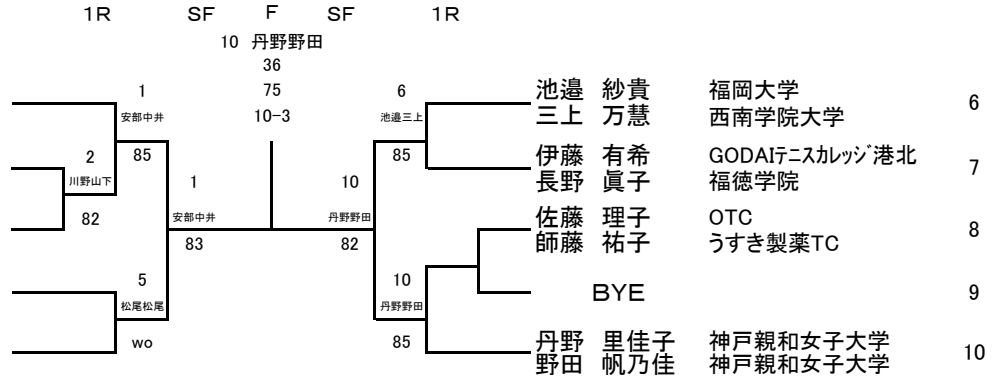 1R SF F SF 1R
10 丹野野田
36
75
10-3
1
安部中井
85
2
川野山下
82
1
安部中井
83
5
松尾松尾
wo
6
池邉三上
85
10
丹野野田
82
10
丹野野田
85
池邉 紗貴 福岡大学 6
三上 万慧 西南学院大学
伊藤 有希 GODAIテニスカレッジ港北 7
長野 眞子 福徳学院
佐藤 理子 OTC 8
師藤 祐子 うすき製薬TC
BYE 9
丹野 里佳子 神戸親和女子大学 10
野田 帆乃佳 神戸親和女子大学